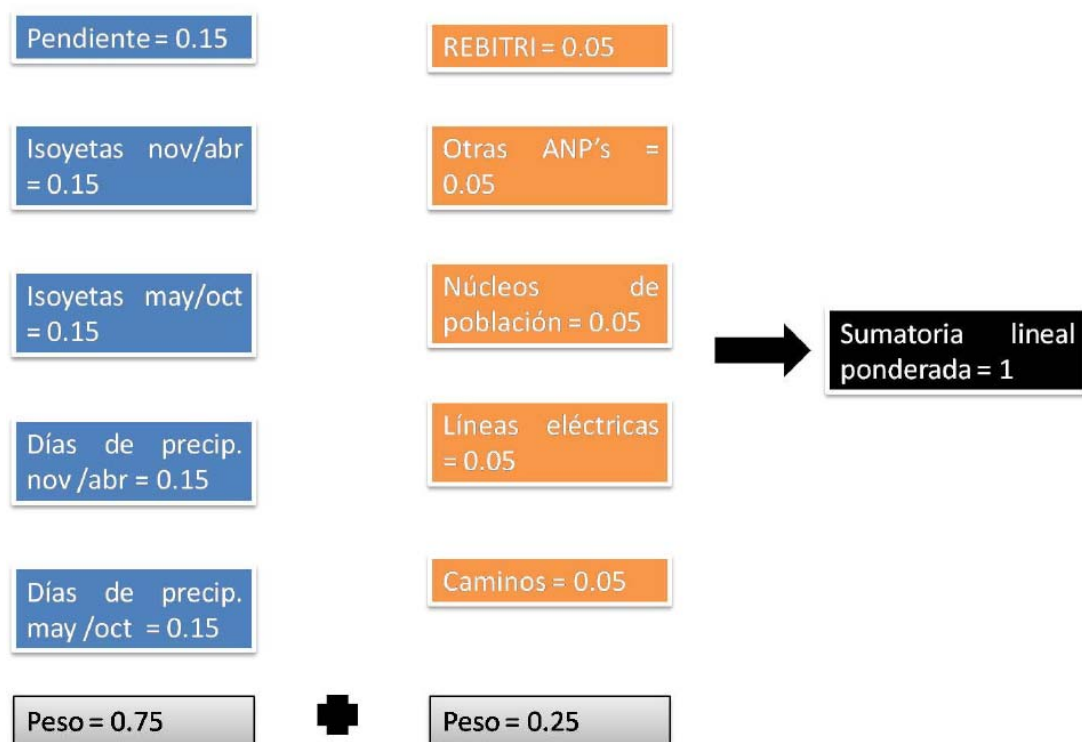 Pendiente = 0.15
Isoyetas nov/abr
= 0.15
Isoyetas may/oct
= 0.15
Días de precip.
nov /abr = 0.15
Días de precip.
may /oct = 0.15
Peso = 0.75
REBITRI = 0.05
Otras ANP's =
0.05
Núcleos de
población = 0.05
Líneas eléctricas
= 0.05
Caminos = 0.05
Peso = 0.25
Sumatoria lineal
ponderada = 1